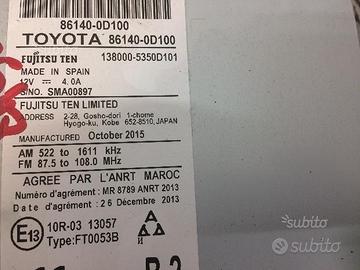 86140-0D100
TOYOTA 86140-0D100
FUJITSU TEN 138000-5350D101
MADE IN SPAIN
12V ⎓ 4.0A
S/NO. SMA00897
FUJITSU TEN LIMITED
ADDRESS 2-28, Gosho-dori 1-chome
Hyogo-ku, Kobe 652-8510, JAPAN
MANUFACTURED October 2015
AM 522 to 1611 kHz
FM 87.5 to 108.0 MHz
AGREE PAR L'ANRT MAROC
Numéro d'agrément: MR 8789 ANRT 2013
Date d'agrément: 26 Décembre 2013
E13 10R-03 13057
Type:FT0053B
subito
subito